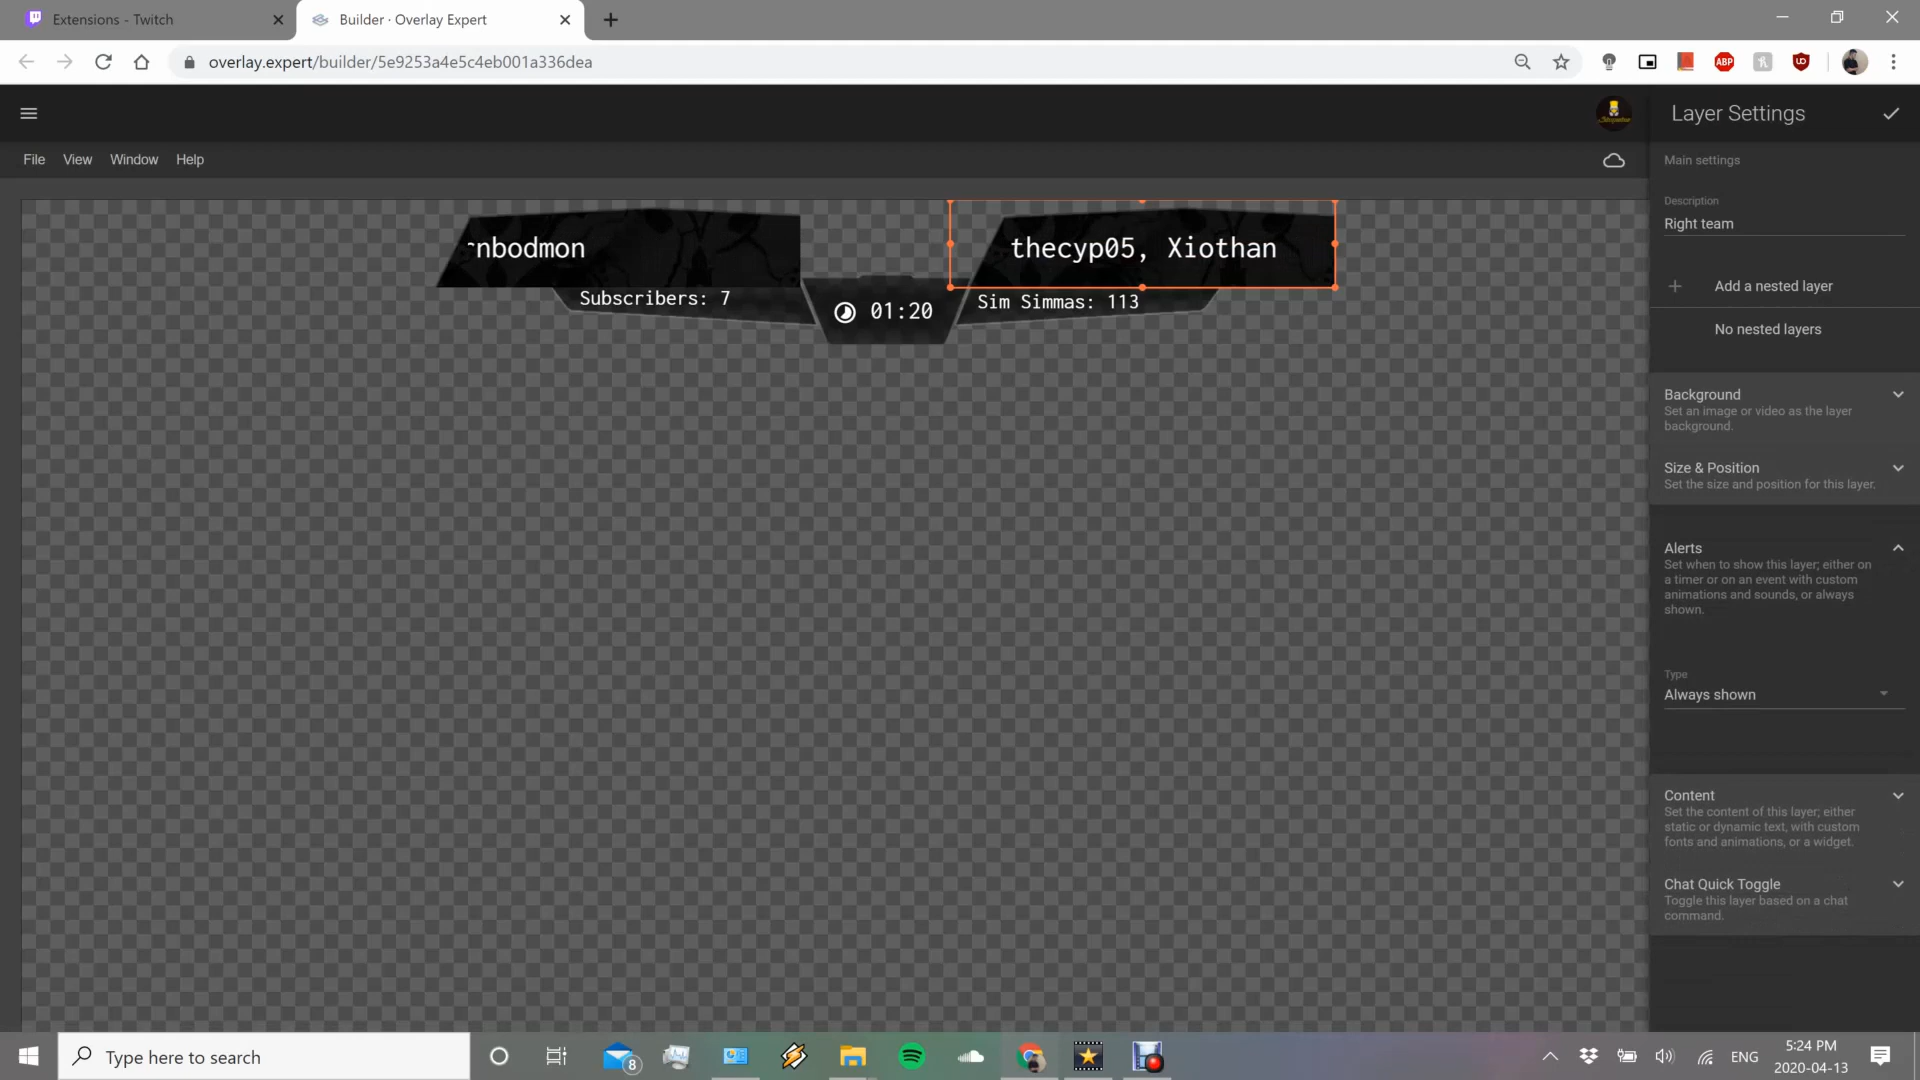 Extensions - Twitch
Builder · Overlay Expert
overlay.expert/builder/5e9253a4e5c4eb001a336dea
ABP
File View Window Help
nbodmon
thecyp05, Xiothan
Subscribers: 7
01:20
Sim Simmas: 113
Layer Settings
Main settings
Description
Right team
Add a nested layer
No nested layers
Background
Set an image or video as the layer
background.
Size & Position
Set the size and position for this layer.
Alerts
Set when to show this layer; either on
a timer or on an event with custom
animations and sounds, or always
shown.
Type
Always shown
Content
Set the content of this layer; either
static or dynamic text, with custom
fonts and animations, or a widget.
Chat Quick Toggle
Toggle this layer based on a chat
command.
Type here to search
8
ENG
5:24 PM
2020-04-13